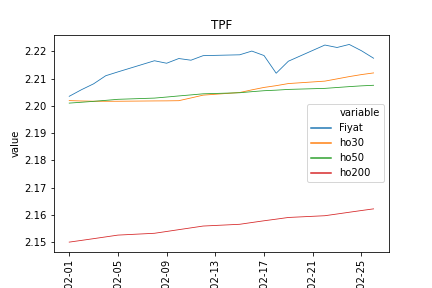 TPF
2.22
2.21
2.20
2.19
2.18
2.17
2.16
2.15
value
variable
Fiyat
ho30
ho50
ho200
02-01
02-05
02-09
02-13
02-17
02-21
02-25